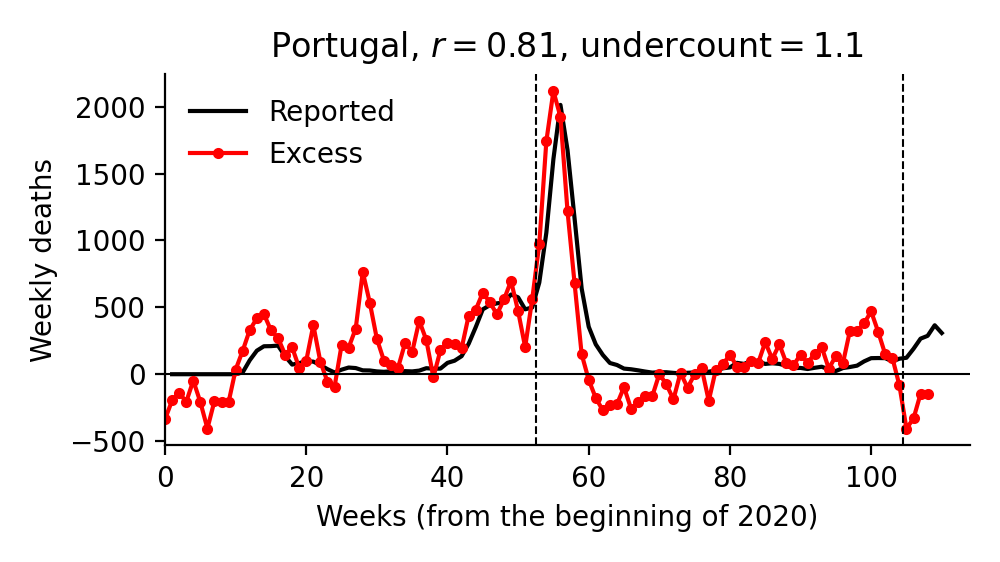 Portugal, r = 0.81, undercount = 1.1
Reported
Excess
Weekly deaths
2000
1500
1000
500
0
−500
0 20 40 60 80 100
Weeks (from the beginning of 2020)